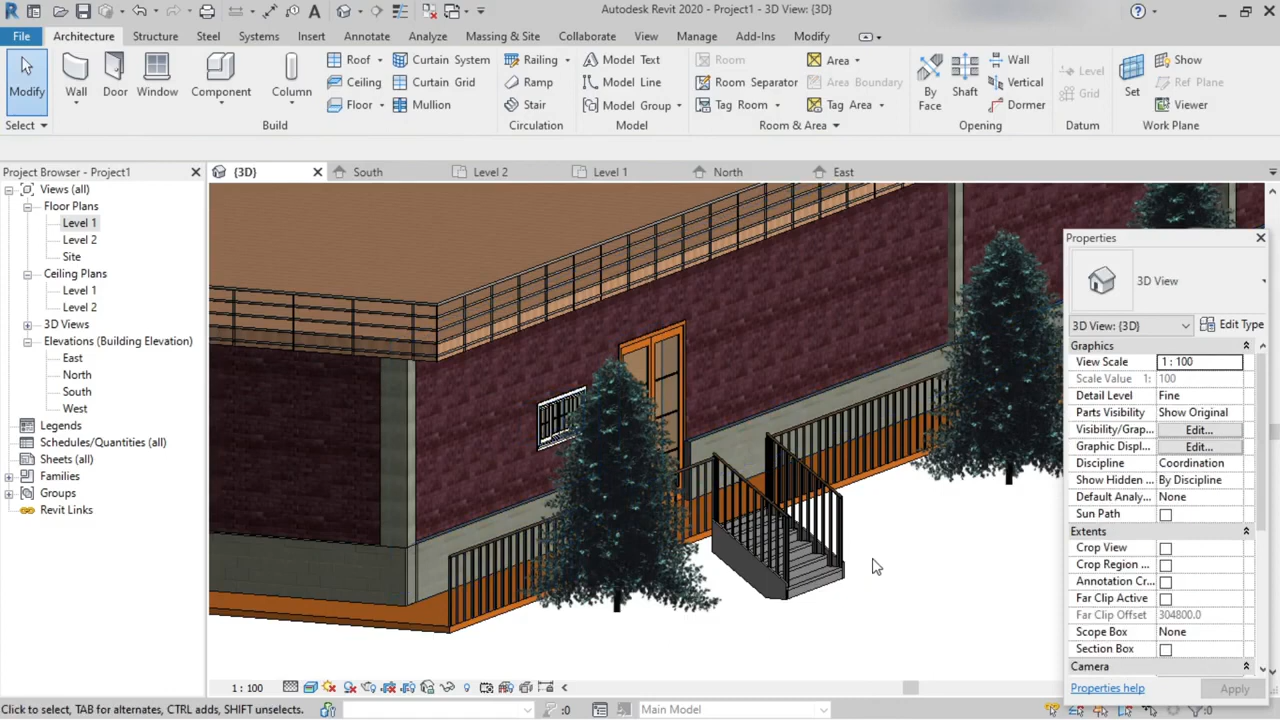 Autodesk Revit 2020 - Project1 - 3D View: {3D}
File Architecture Structure Steel Systems Insert Annotate Analyze Massing & Site Collaborate View Manage Add-Ins Modify
Modify
Wall
Door
Window
Component
Column
Roof
Ceiling
Floor
Curtain System
Curtain Grid
Mullion
Railing
Ramp
Stair
Model Text
Model Line
Model Group
Room
Room Separator
Tag Room
Area
Area Boundary
Tag Area
By Face
Shaft
Wall
Vertical
Dormer
Level
Grid
Set
Show
Ref Plane
Viewer
Select Build Circulation Model Room & Area Opening Datum Work Plane
Project Browser - Project1
{3D} South Level 2 Level 1 North East
Views (all)
Floor Plans
Level 1
Level 2
Site
Ceiling Plans
Level 1
Level 2
3D Views
Elevations (Building Elevation)
East
North
South
West
Legends
Schedules/Quantities (all)
Sheets (all)
Families
Groups
Revit Links
Properties
3D View
3D View: {3D} Edit Type
Graphics
View Scale 1 : 100
Scale Value 1: 100
Detail Level Fine
Parts Visibility Show Original
Visibility/Grap... Edit...
Graphic Displ... Edit...
Discipline Coordination
Show Hidden ... By Discipline
Default Analy... None
Sun Path
Extents
Crop View
Crop Region ...
Annotation Cr...
Far Clip Active
Far Clip Offset 304800.0
Scope Box None
Section Box
Camera
Properties help Apply
1 : 100
Click to select, TAB for alternates, CTRL adds, SHIFT unselects. :0 Main Model :0